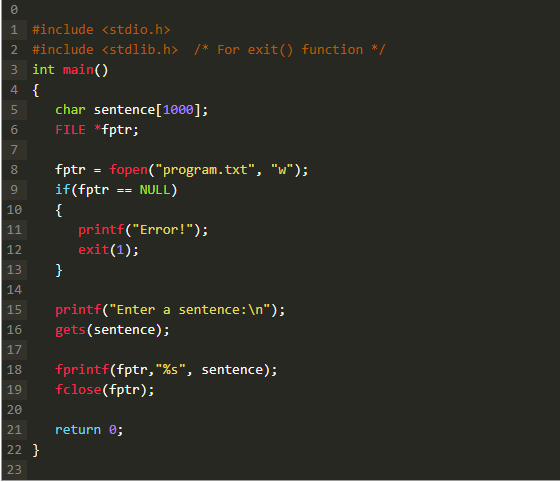 0
1 #include <stdio.h>
2 #include <stdlib.h>  /* For exit() function */
3 int main()
4 {
5    char sentence[1000];
6    FILE *fptr;
7
8    fptr = fopen("program.txt", "w");
9    if(fptr == NULL)
10    {
11       printf("Error!");
12       exit(1);
13    }
14
15    printf("Enter a sentence:\n");
16    gets(sentence);
17
18    fprintf(fptr,"%s", sentence);
19    fclose(fptr);
20
21    return 0;
22 }
23